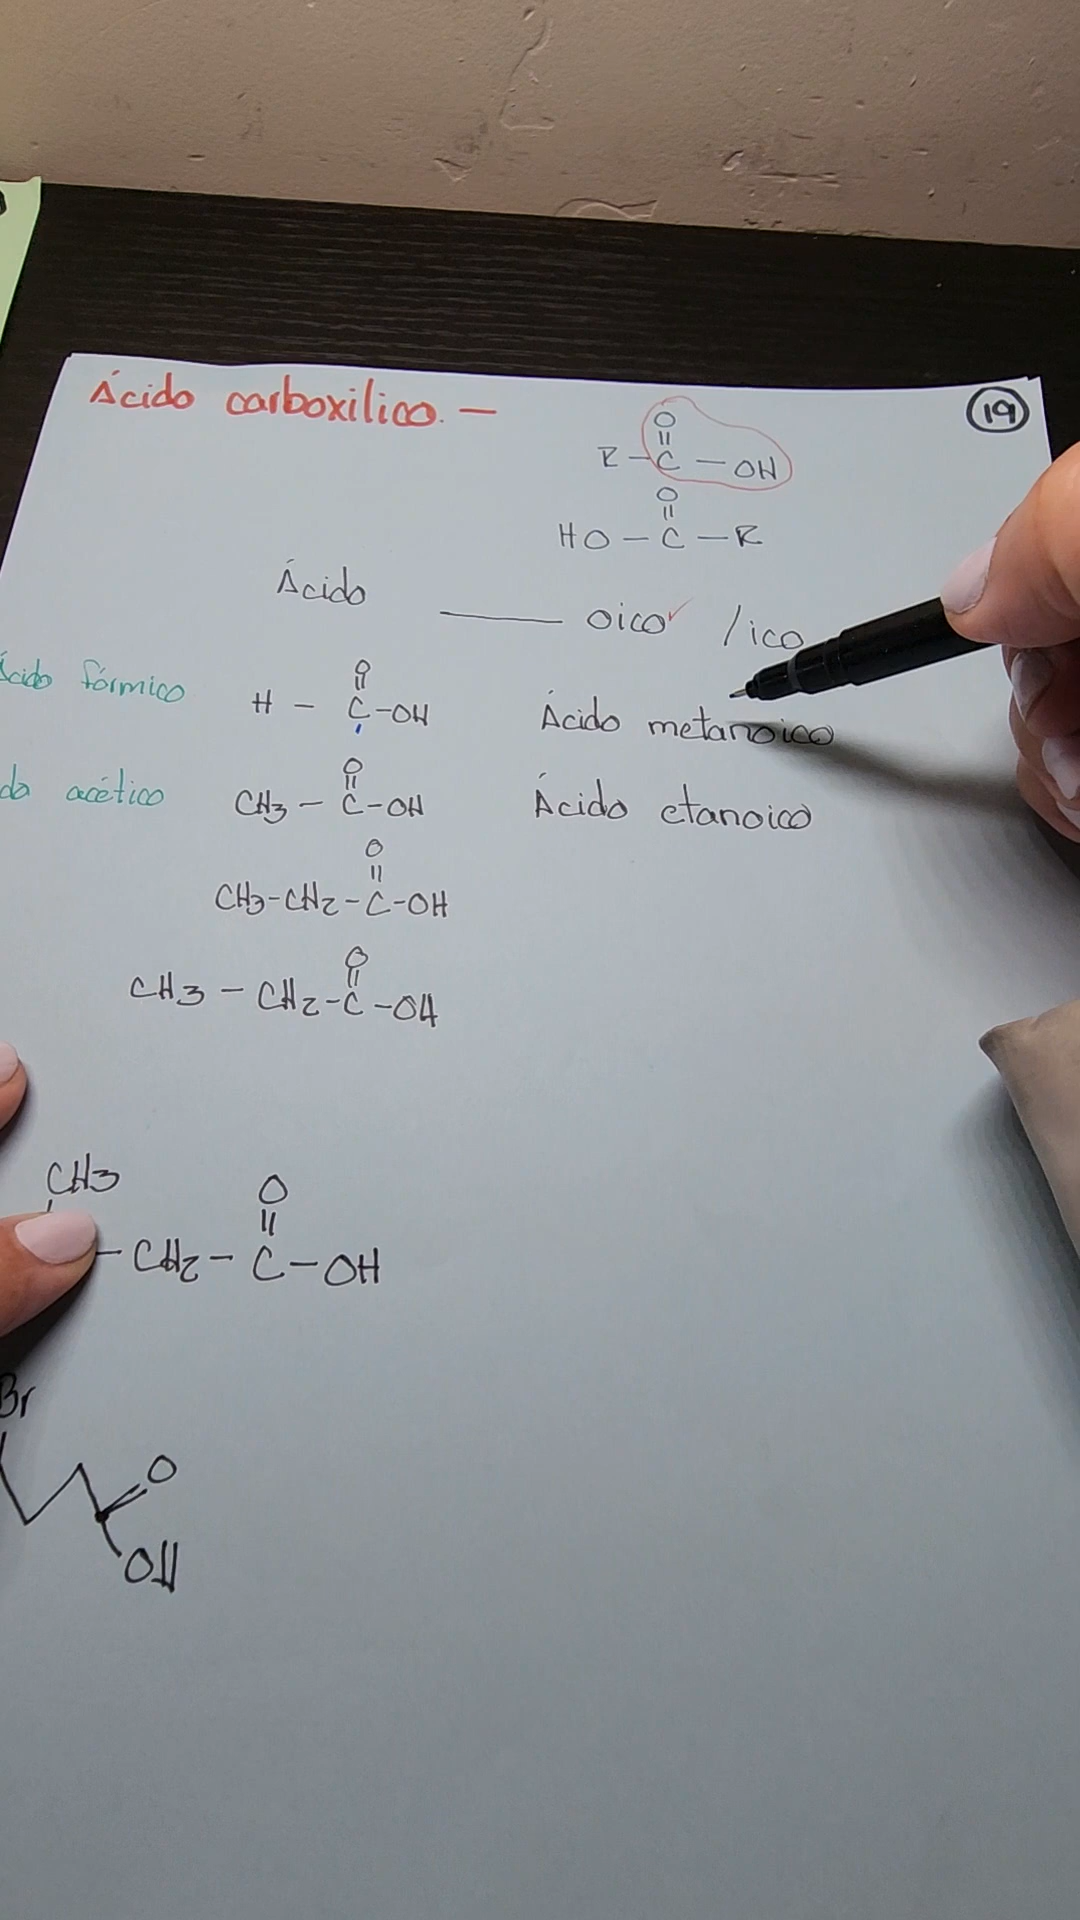 Ácido carboxilico. —
19
O
||
R — C — OH
O
||
HO — C — R
Ácido ______ oico ✓ /ico
fórmico
O
||
H — C - OH
Ácido metanoico
acético
O
||
CH3 — C - OH
Ácido etanoico
O
||
CH3 - CH2 - C - OH
O
||
CH3 — CH2 - C - OH
CH3
O
||
- CH2 - C - OH
Br
O
OH